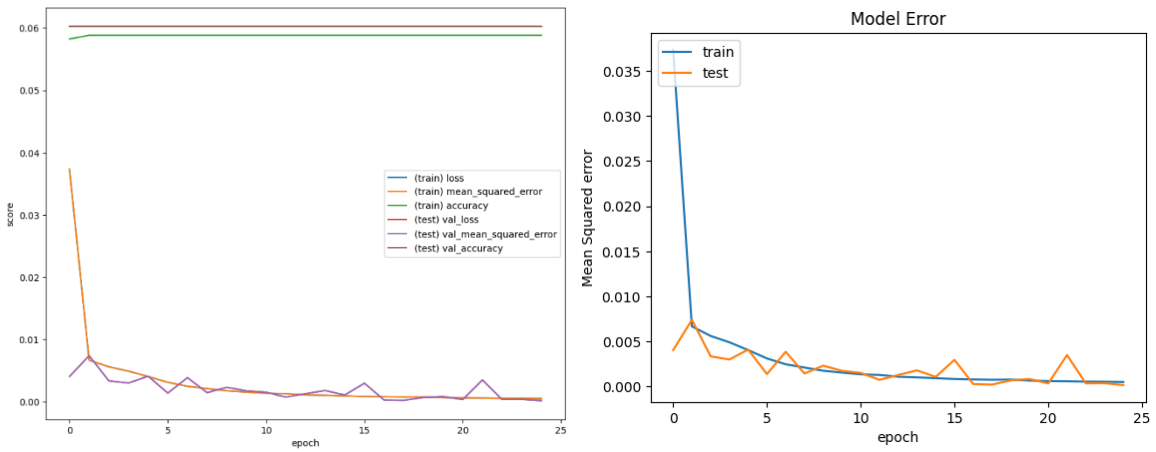 0.06
0.05
0.04
0.03
0.02
0.01
0.00
score
0 5 10 15 20 25
epoch
(train) loss
(train) mean_squared_error
(train) accuracy
(test) val_loss
(test) val_mean_squared_error
(test) val_accuracy
Model Error
train
test
0.035
0.030
0.025
0.020
0.015
0.010
0.005
0.000
Mean Squared error
0 5 10 15 20 25
epoch